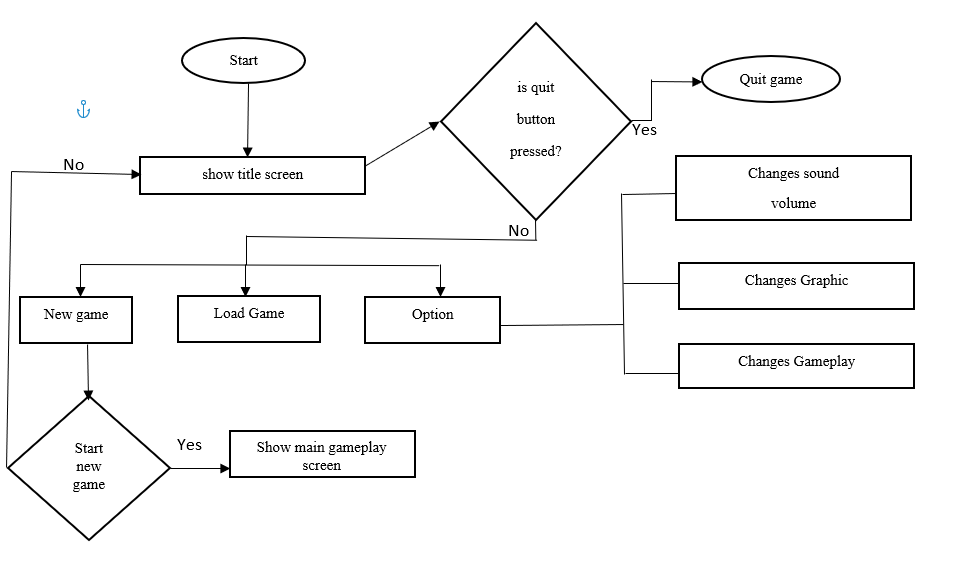 Start
is quit
button
pressed?
Quit game
Yes
No
show title screen
Changes sound
volume
No
Changes Graphic
New game
Load Game
Option
Changes Gameplay
Start
new
game
Yes
Show main gameplay
screen